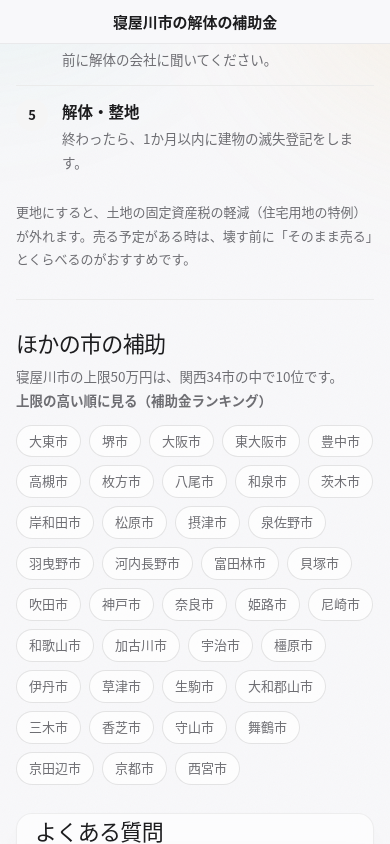 寝屋川市の解体の補助金
前に解体の会社に聞いてください。
5 解体・整地
終わったら、1か月以内に建物の滅失登記をしま
す。
更地にすると、土地の固定資産税の軽減（住宅用地の特例）
が外れます。売る予定がある時は、壊す前に「そのまま売る」
とくらべるのがおすすめです。
ほかの市の補助
寝屋川市の上限50万円は、関西34市の中で10位です。
上限の高い順に見る（補助金ランキング）
大東市 堺市 大阪市 東大阪市 豊中市
高槻市 枚方市 八尾市 和泉市 茨木市
岸和田市 松原市 摂津市 泉佐野市
羽曳野市 河内長野市 富田林市 貝塚市
吹田市 神戸市 奈良市 姫路市 尼崎市
和歌山市 加古川市 宇治市 橿原市
伊丹市 草津市 生駒市 大和郡山市
三木市 香芝市 守山市 舞鶴市
京田辺市 京都市 西宮市
よくある質問